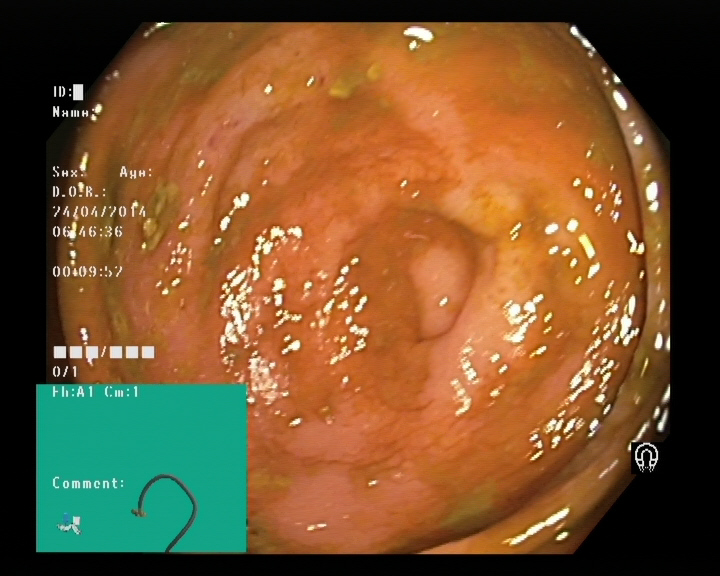 ID:
Name:
Sex: Age:
D.O.B.:
24/04/2014
06:46:36
00:09:52
0/1
Eh:A1 Cm:1
Comment: